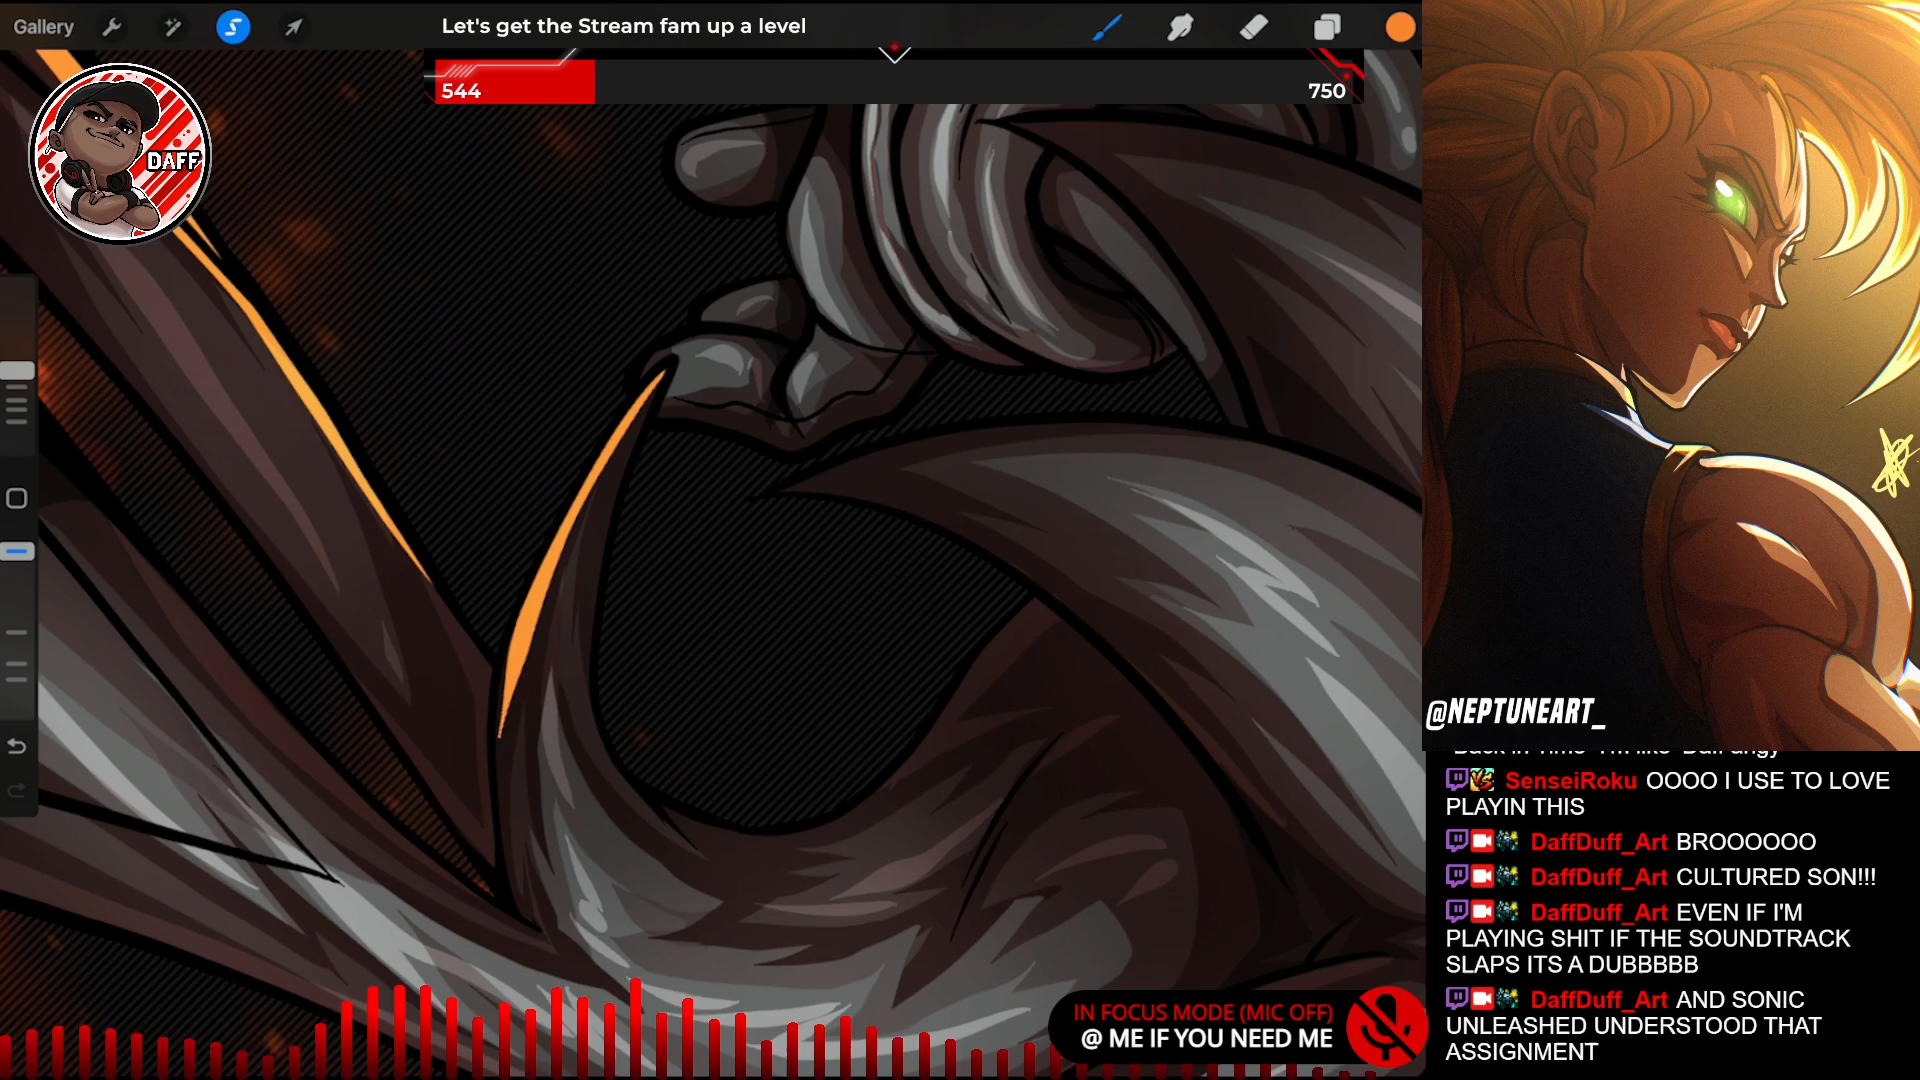 Gallery
Let's get the Stream fam up a level
544
750
DAFF
@NEPTUNEART_
SenseiRoku OOOO I USE TO LOVE
PLAYIN THIS
DaffDuff_Art BROOOOOO
DaffDuff_Art CULTURED SON!!!
DaffDuff_Art EVEN IF I'M
PLAYING SHIT IF THE SOUNDTRACK
SLAPS ITS A DUBBBBB
DaffDuff_Art AND SONIC
UNLEASHED UNDERSTOOD THAT
ASSIGNMENT
IN FOCUS MODE (MIC OFF)
@ ME IF YOU NEED ME